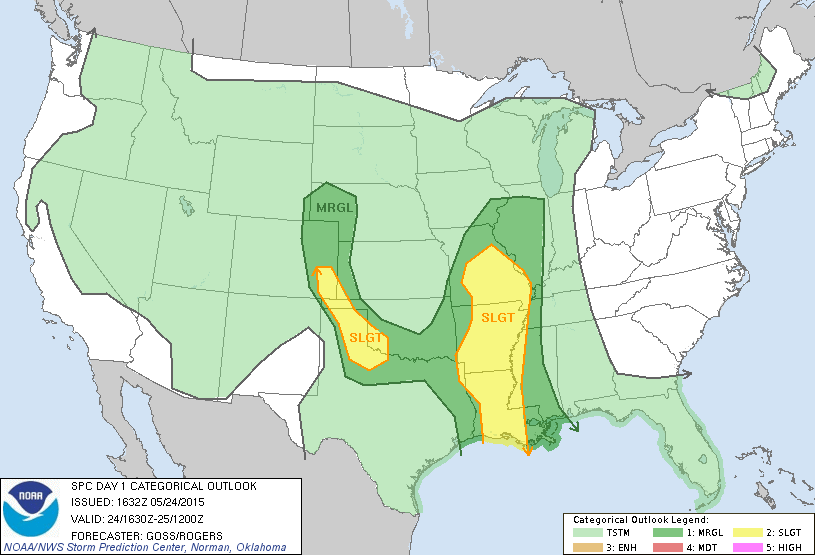 MRGL
SLGT
SLGT
NOAA
SPC DAY 1 CATEGORICAL OUTLOOK
ISSUED: 1632Z 05/24/2015
VALID: 24/1630Z-25/1200Z
FORECASTER: GOSS/ROGERS
NOAA/NWS Storm Prediction Center, Norman, Oklahoma
Categorical Outlook Legend:
TSTM 1: MRGL 2: SLGT
3: ENH 4: MDT 5: HIGH